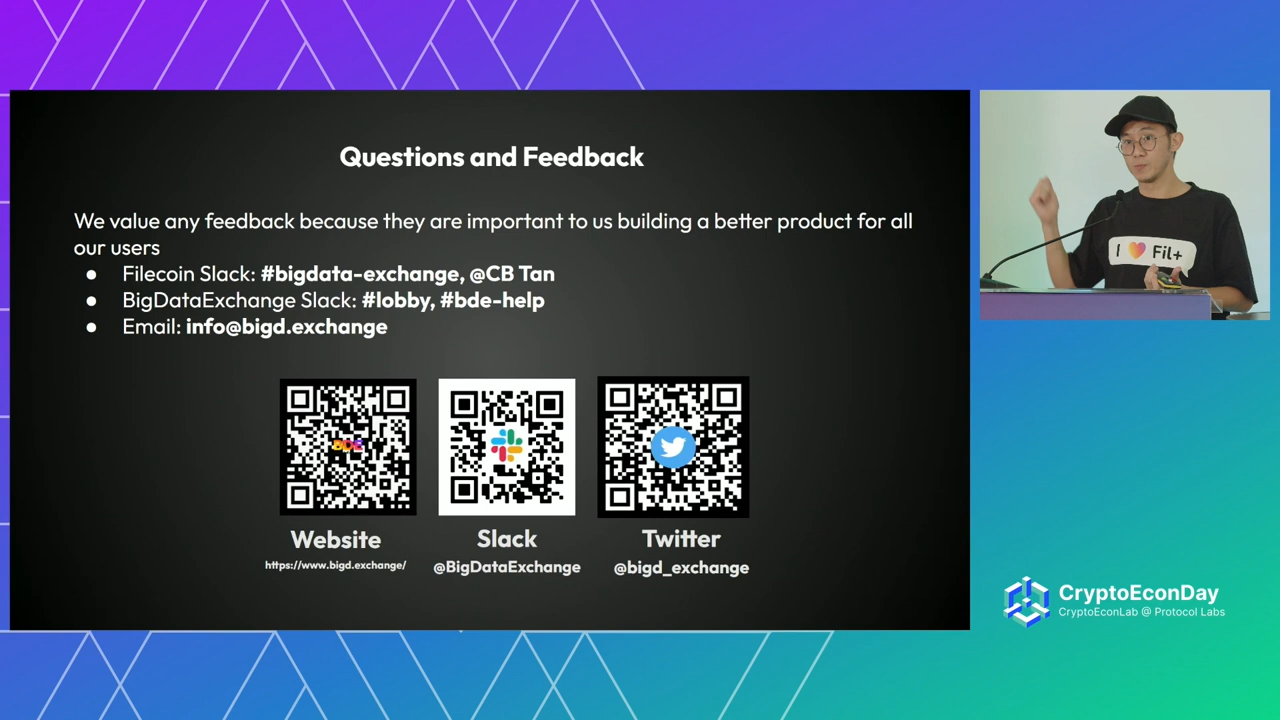 Questions and Feedback
We value any feedback because they are important to us building a better product for all
our users
● Filecoin Slack: #bigdata-exchange, @CB Tan
● BigDataExchange Slack: #lobby, #bde-help
● Email: info@bigd.exchange
BDE
Website
Slack
Twitter
https://www.bigd.exchange/
@BigDataExchange
@bigd_exchange
I ❤ Fil+
CryptoEconDay
CryptoEconLab @ Protocol Labs